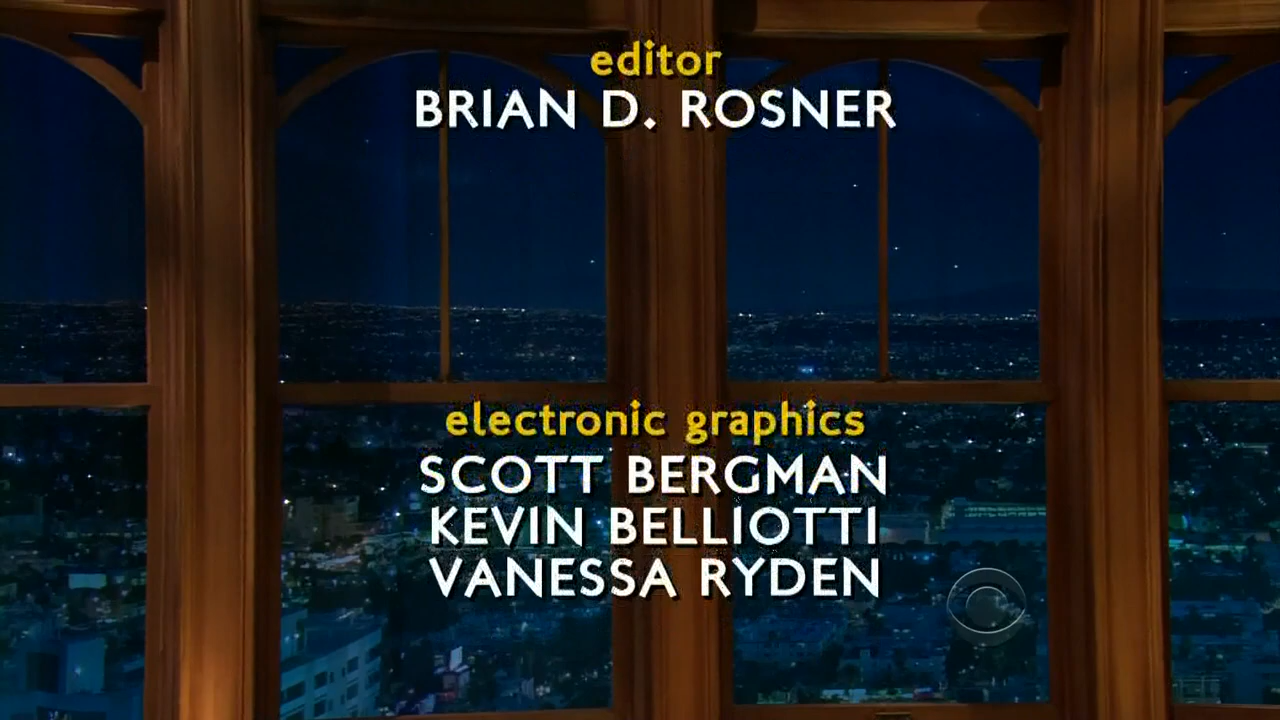 editor
BRIAN D. ROSNER
electronic graphics
SCOTT BERGMAN
KEVIN BELLIOTTI
VANESSA RYDEN